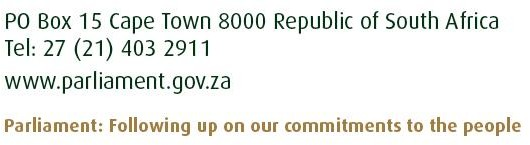 PO Box 15 Cape Town 8000 Republic of South Africa
Tel: 27 (21) 403 2911
www.parliament.gov.za
Parliament: Following up on our commitments to the people